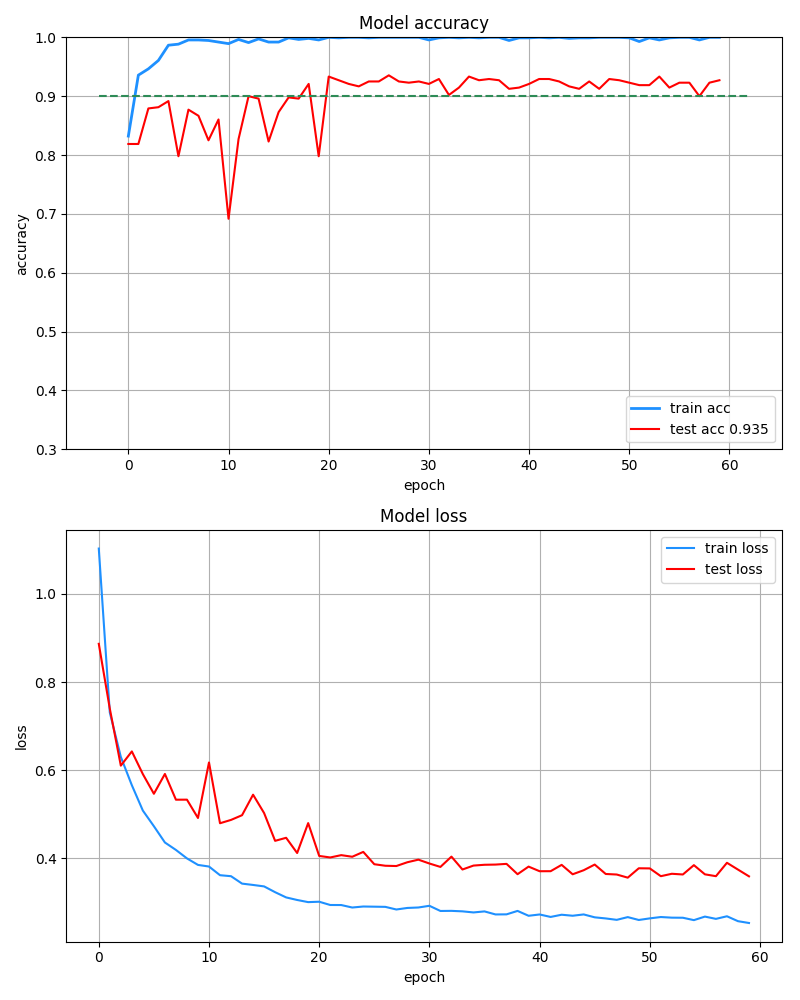 Model accuracy
1.0
0.9
0.8
0.7
0.6
0.5
0.4
0.3
accuracy
train acc
test acc 0.935
0 10 20 30 40 50 60
epoch
Model loss
train loss
test loss
1.0
0.8
0.6
0.4
loss
0 10 20 30 40 50 60
epoch